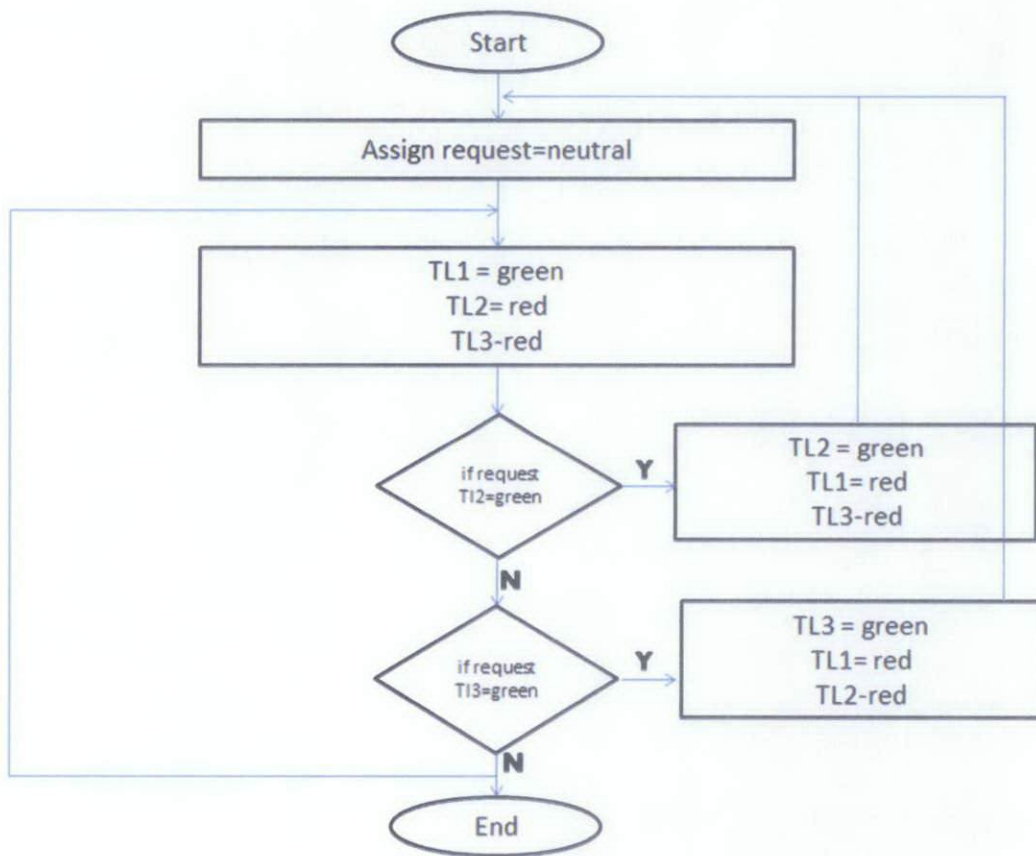 Start
Assign request=neutral
TL1 = green
TL2= red
TL3-red
if request
Tl2=green
Y
TL2 = green
TL1= red
TL3-red
N
if request
Tl3=green
Y
TL3 = green
TL1= red
TL2-red
N
End